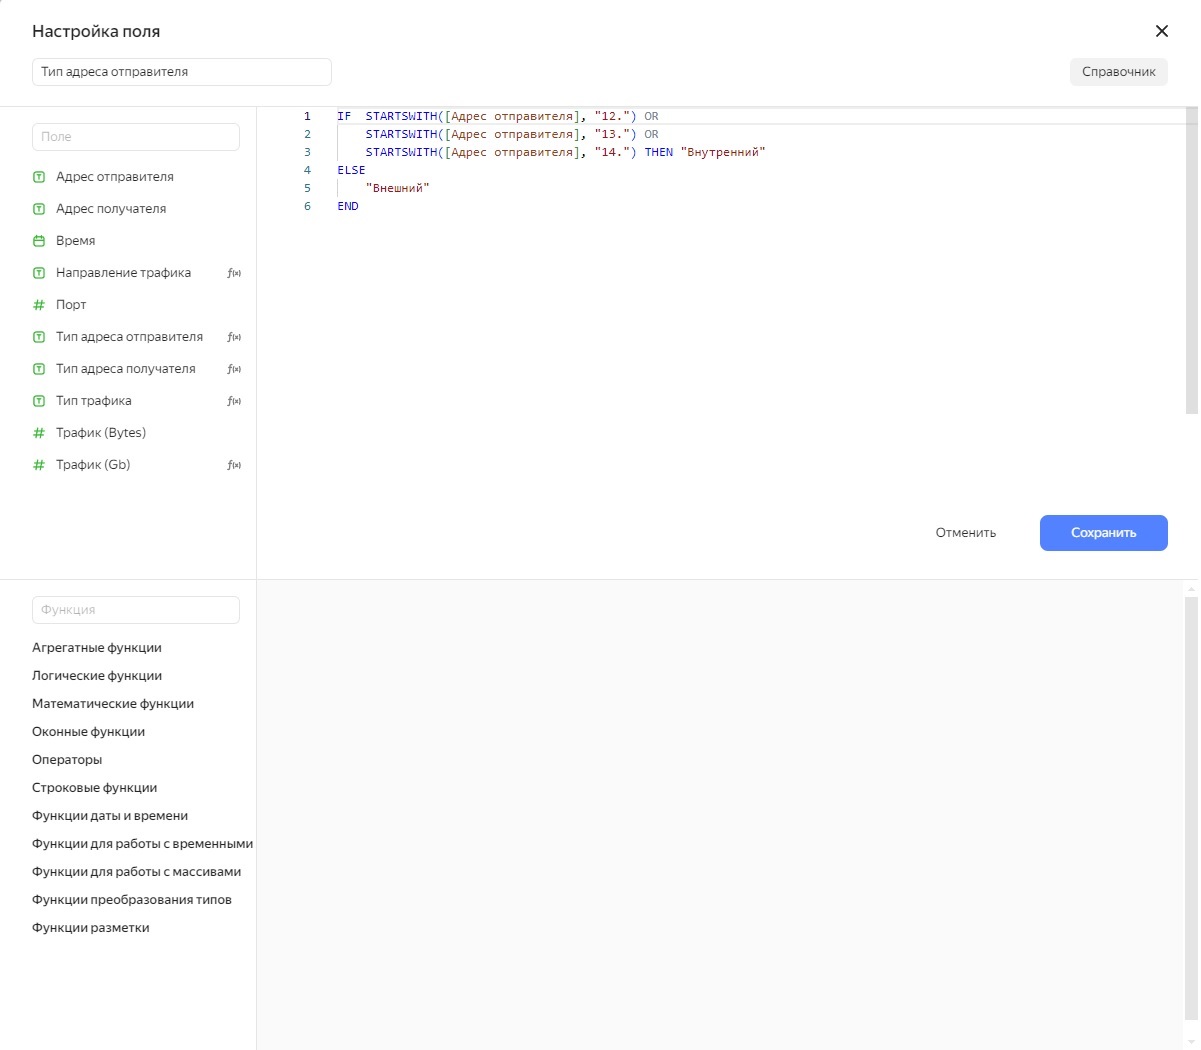 Настройка поля
Тип адреса отправителя
Справочник
Поле
Адрес отправителя
Адрес получателя
Время
Направление трафика f(x)
Порт
Тип адреса отправителя f(x)
Тип адреса получателя f(x)
Тип трафика f(x)
Трафик (Bytes)
Трафик (Gb) f(x)
1 IF  STARTSWITH([Адрес отправителя], "12.") OR
2     STARTSWITH([Адрес отправителя], "13.") OR
3     STARTSWITH([Адрес отправителя], "14.") THEN "Внутренний"
4 ELSE
5     "Внешний"
6 END
Отменить
Сохранить
Функция
Агрегатные функции
Логические функции
Математические функции
Оконные функции
Операторы
Строковые функции
Функции даты и времени
Функции для работы с временными
Функции для работы с массивами
Функции преобразования типов
Функции разметки